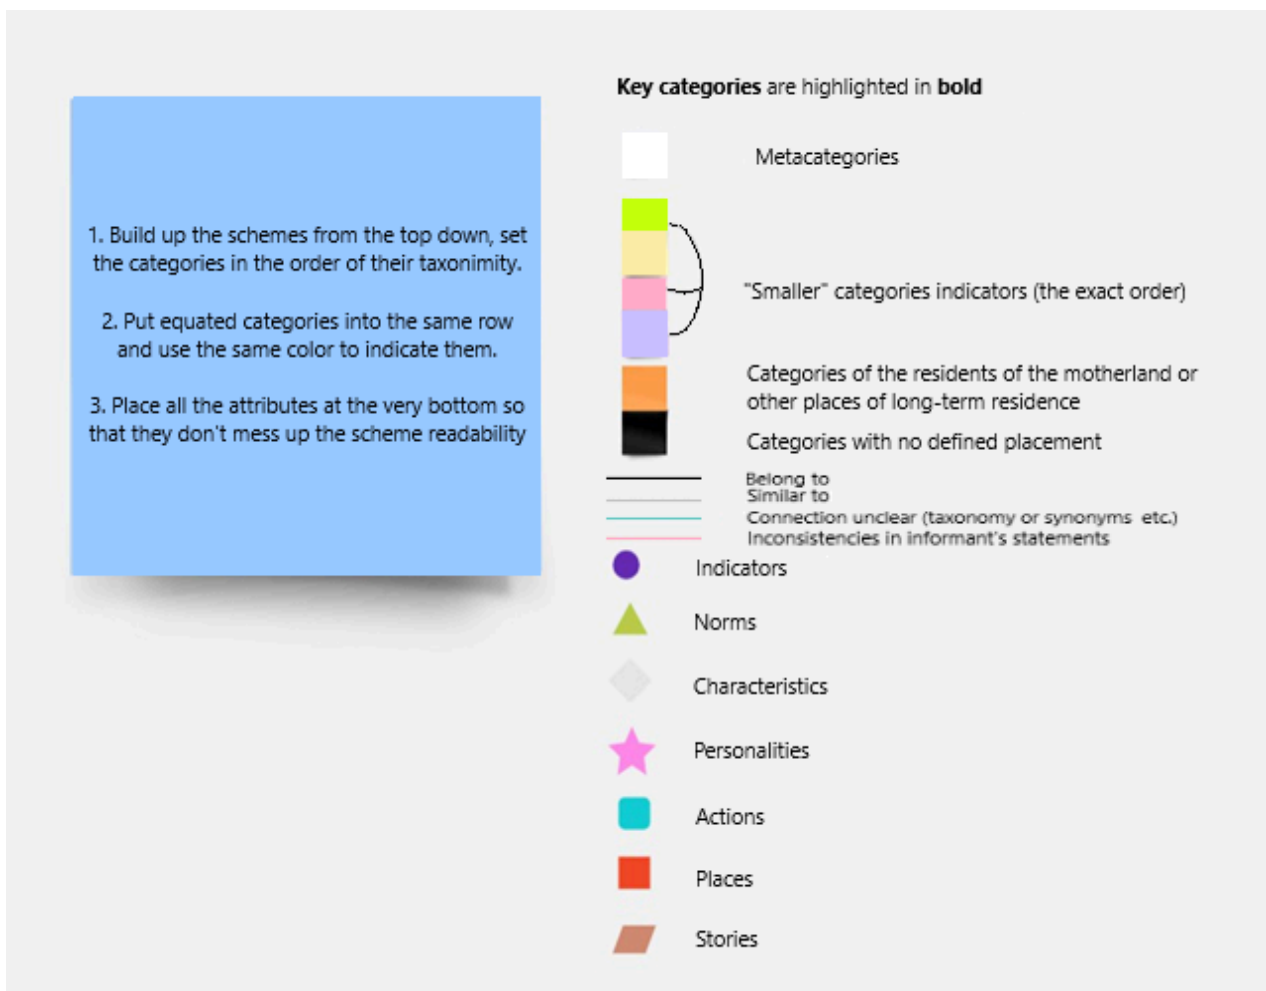 Key categories are highlighted in bold
1. Build up the schemes from the top down, set
the categories in the order of their taxonimity.
2. Put equated categories into the same row
and use the same color to indicate them.
3. Place all the attributes at the very bottom so
that they don't mess up the scheme readability
Metacategories
"Smaller" categories indicators (the exact order)
Categories of the residents of the motherland or
other places of long-term residence
Categories with no defined placement
Belong to
Similar to
Connection unclear (taxonomy or synonyms etc.)
Inconsistencies in informant's statements
Indicators
Norms
Characteristics
Personalities
Actions
Places
Stories